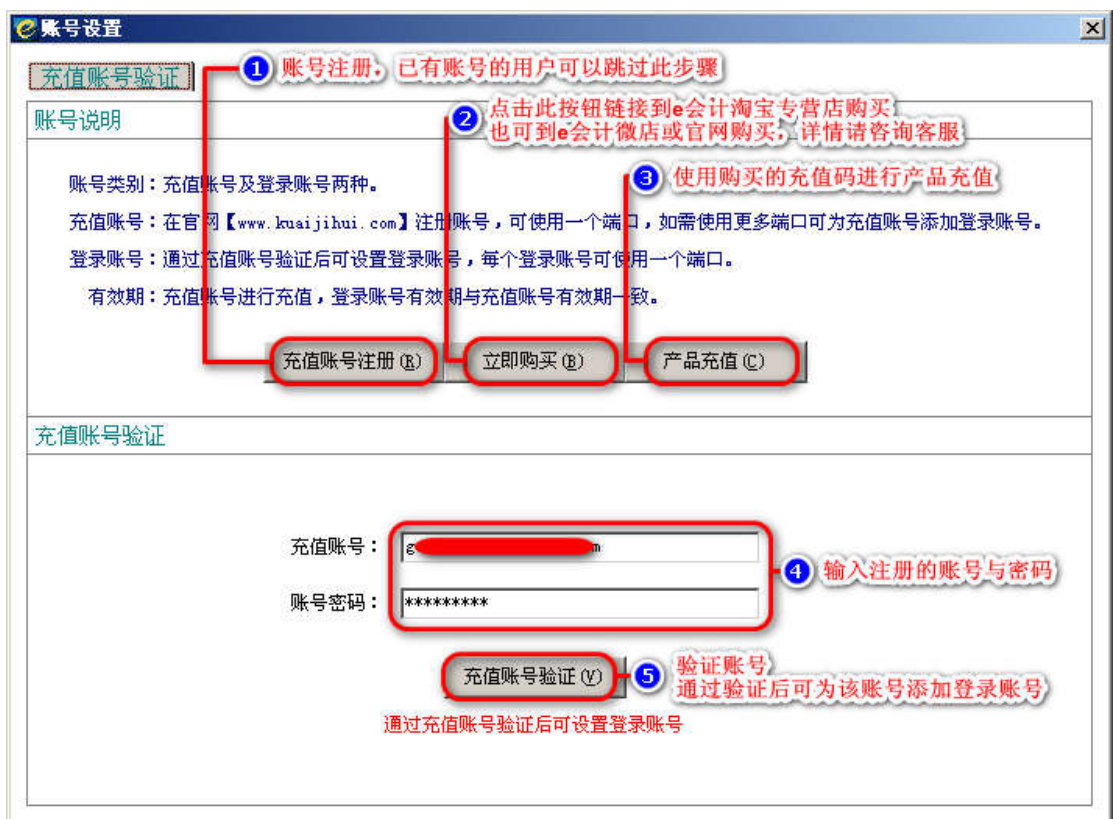 账号设置
充值账号验证
1 账号注册，已有账号的用户可以跳过此步骤
账号说明
2 点击此按钮链接到e会计淘宝专营店购买
也可到e会计微店或官网购买，详情请咨询客服
3 使用购买的充值码进行产品充值
账号类别：充值账号及登录账号两种。
充值账号：在官网【www.kuaijihui.com】注册账号，可使用一个端口，如需使用更多端口可为充值账号添加登录账号。
登录账号：通过充值账号验证后可设置登录账号，每个登录账号可使用一个端口。
有效期：充值账号进行充值，登录账号有效期与充值账号有效期一致。
充值账号注册(R) 立即购买(B) 产品充值(C)
充值账号验证
充值账号： g m
4 输入注册的账号与密码
账号密码： *********
充值账号验证(V)
5 验证账号
通过验证后可为该账号添加登录账号
通过充值账号验证后可设置登录账号